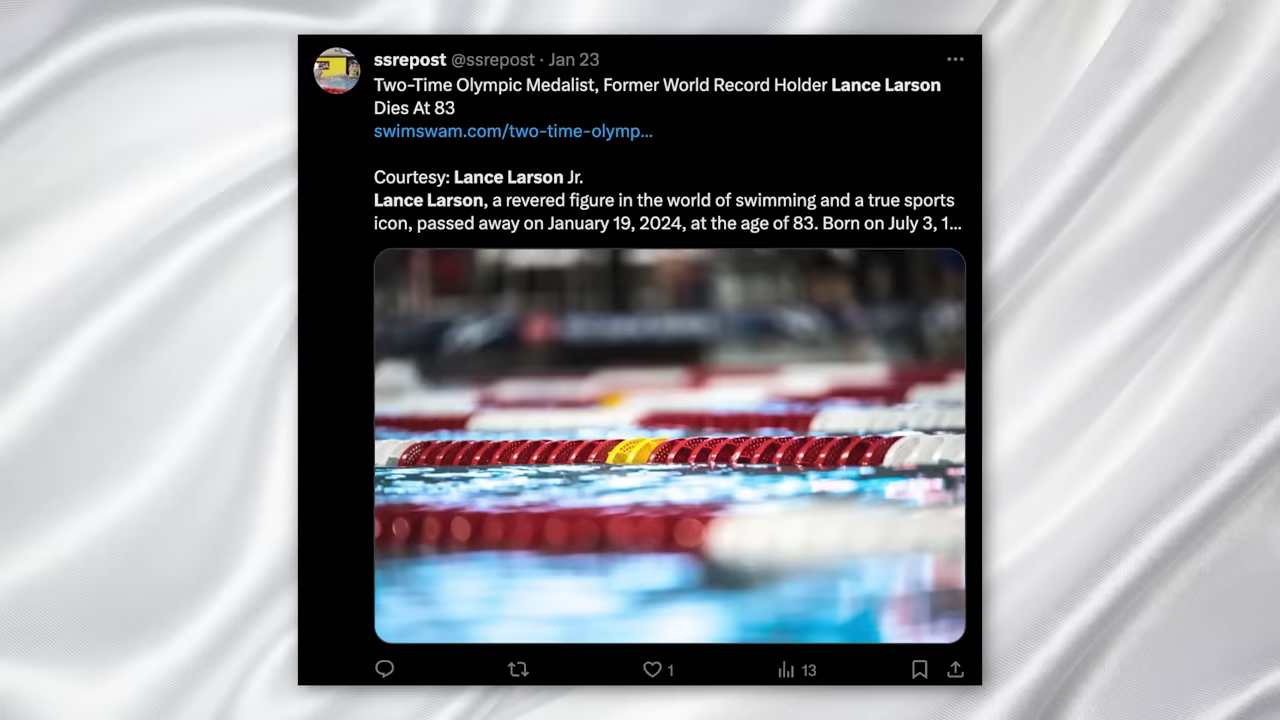 ssrepost @ssrepost · Jan 23
Two-Time Olympic Medalist, Former World Record Holder Lance Larson
Dies At 83
swimswam.com/two-time-olymp...
Courtesy: Lance Larson Jr.
Lance Larson, a revered figure in the world of swimming and a true sports
icon, passed away on January 19, 2024, at the age of 83. Born on July 3, 1...
1
13